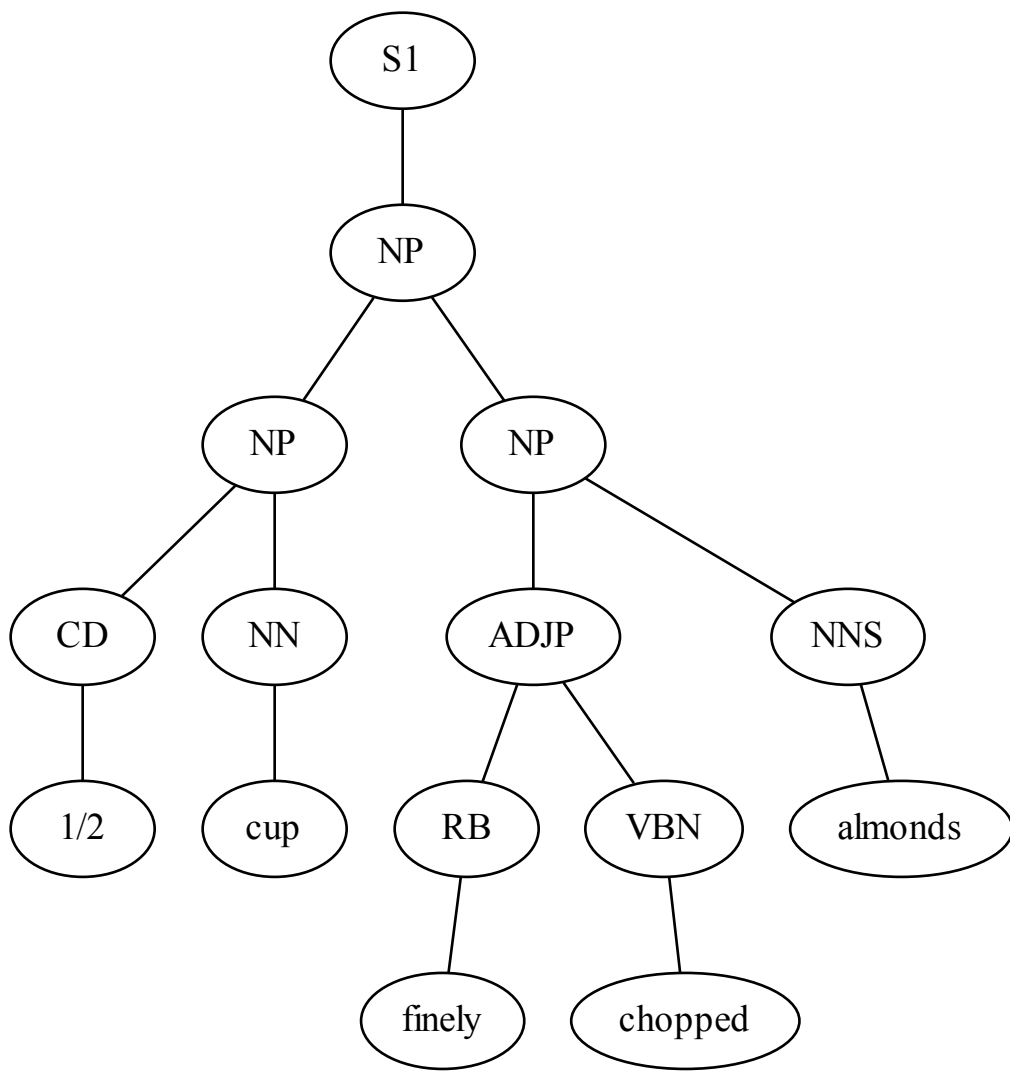 S1
NP
NP NP
CD NN ADJP NNS
1/2 cup RB VBN almonds
finely chopped